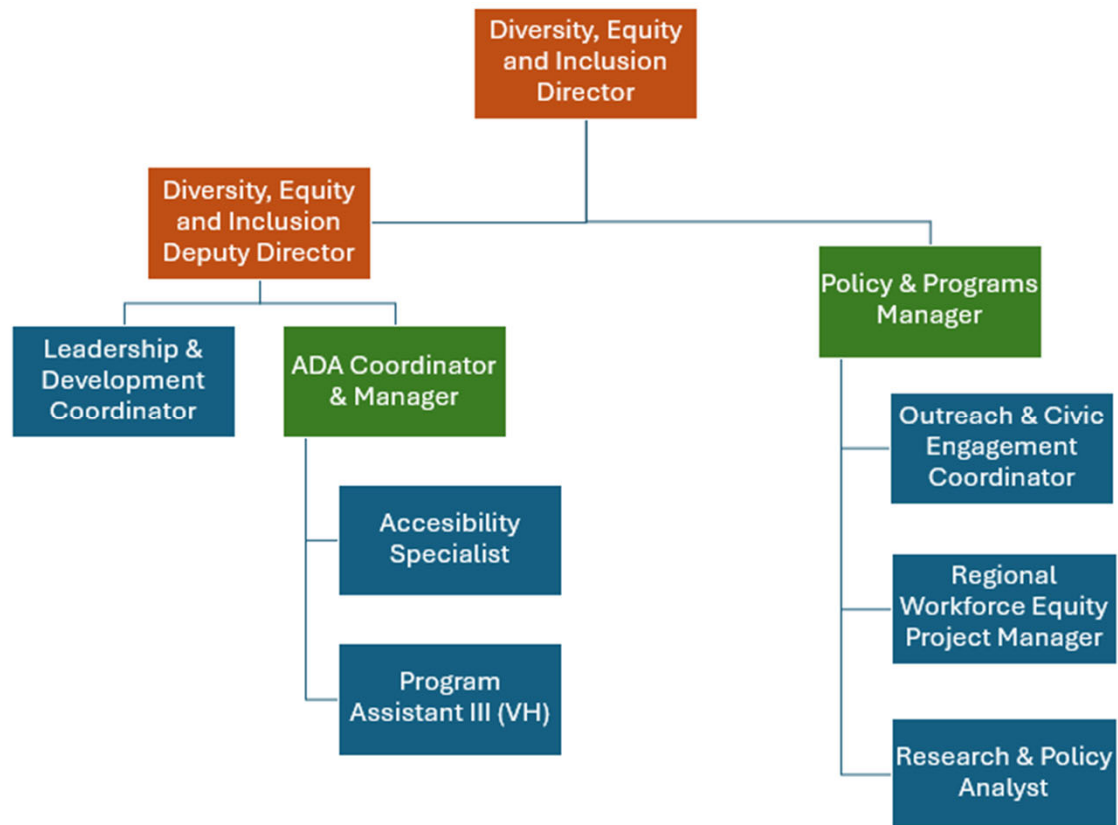 Diversity, Equity
and Inclusion
Director
Diversity, Equity
and Inclusion
Deputy Director
Policy & Programs
Manager
Leadership &
Development
Coordinator
ADA Coordinator
& Manager
Outreach & Civic
Engagement
Coordinator
Accesibility
Specialist
Regional
Workforce Equity
Project Manager
Program
Assistant III (VH)
Research & Policy
Analyst